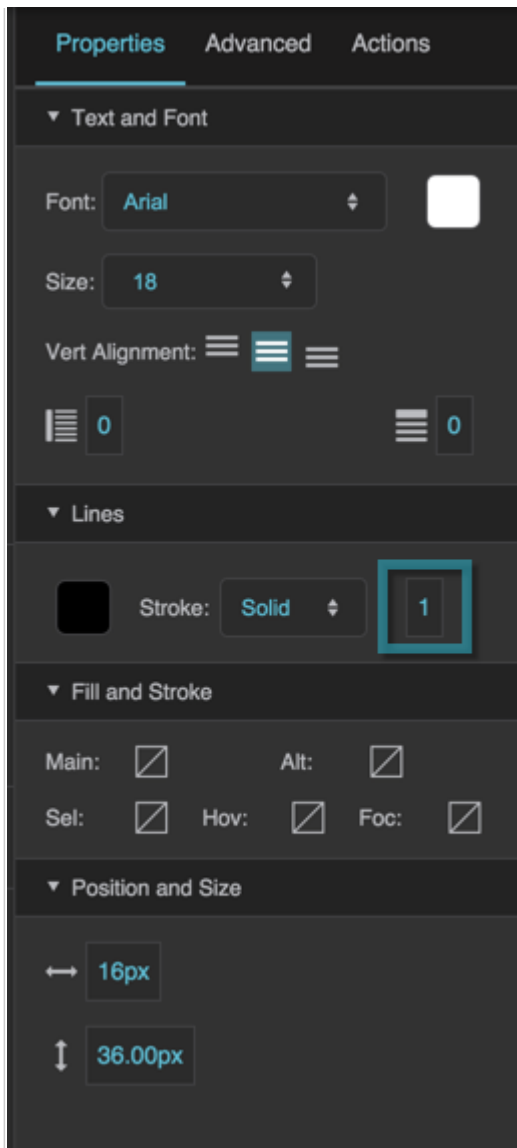 Properties Advanced Actions
Text and Font
Font: Arial
Size: 18
Vert Alignment:
0 0
Lines
Stroke: Solid 1
Fill and Stroke
Main: Alt:
Sel: Hov: Foc:
Position and Size
16px
36.00px